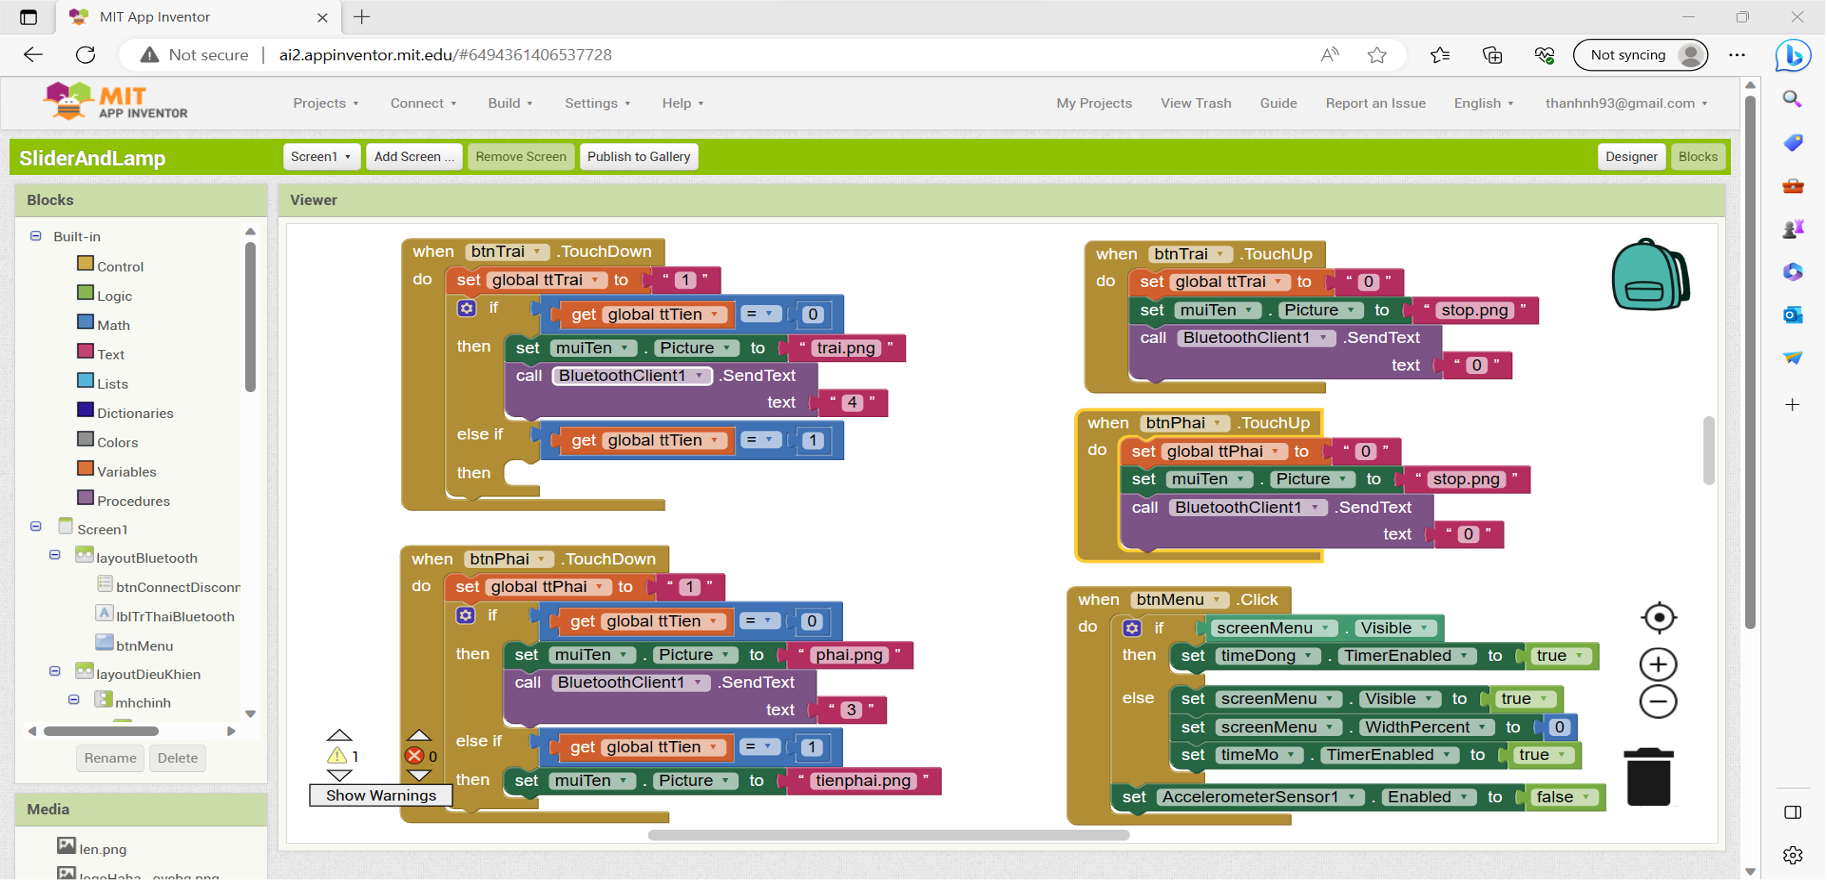 MIT App Inventor
Not secure | ai2.appinventor.mit.edu/#6494361406537728
Not syncing
MIT
APP INVENTOR
Projects
Connect
Build
Settings
Help
My Projects
View Trash
Guide
Report an Issue
English
thanhnh93@gmail.com
SliderAndLamp
Screen1
Add Screen ...
Remove Screen
Publish to Gallery
Designer
Blocks
Blocks
Built-in
Control
Logic
Math
Text
Lists
Dictionaries
Colors
Variables
Procedures
Screen1
layoutBluetooth
btnConnectDisconn
lblTrThaiBluetooth
btnMenu
layoutDieuKhien
mhchinh
Rename
Delete
Media
len.png
Viewer
when btnTrai .TouchDown
do set global ttTrai to " 1 "
if get global ttTien = 0
then set muiTen . Picture to " trai.png "
call BluetoothClient1 .SendText
text " 4 "
else if get global ttTien = 1
then
when btnPhai .TouchDown
do set global ttPhai to " 1 "
if get global ttTien = 0
then set muiTen . Picture to " phai.png "
call BluetoothClient1 .SendText
text " 3 "
else if get global ttTien = 1
then set muiTen . Picture to " tienphai.png "
1
0
Show Warnings
when btnTrai .TouchUp
do set global ttTrai to " 0 "
set muiTen . Picture to " stop.png "
call BluetoothClient1 .SendText
text " 0 "
when btnPhai .TouchUp
do set global ttPhai to " 0 "
set muiTen . Picture to " stop.png "
call BluetoothClient1 .SendText
text " 0 "
when btnMenu .Click
do if screenMenu . Visible
then set timeDong . TimerEnabled to true
else set screenMenu . Visible to true
set screenMenu . WidthPercent to 0
set timeMo . TimerEnabled to true
set AccelerometerSensor1 . Enabled to false